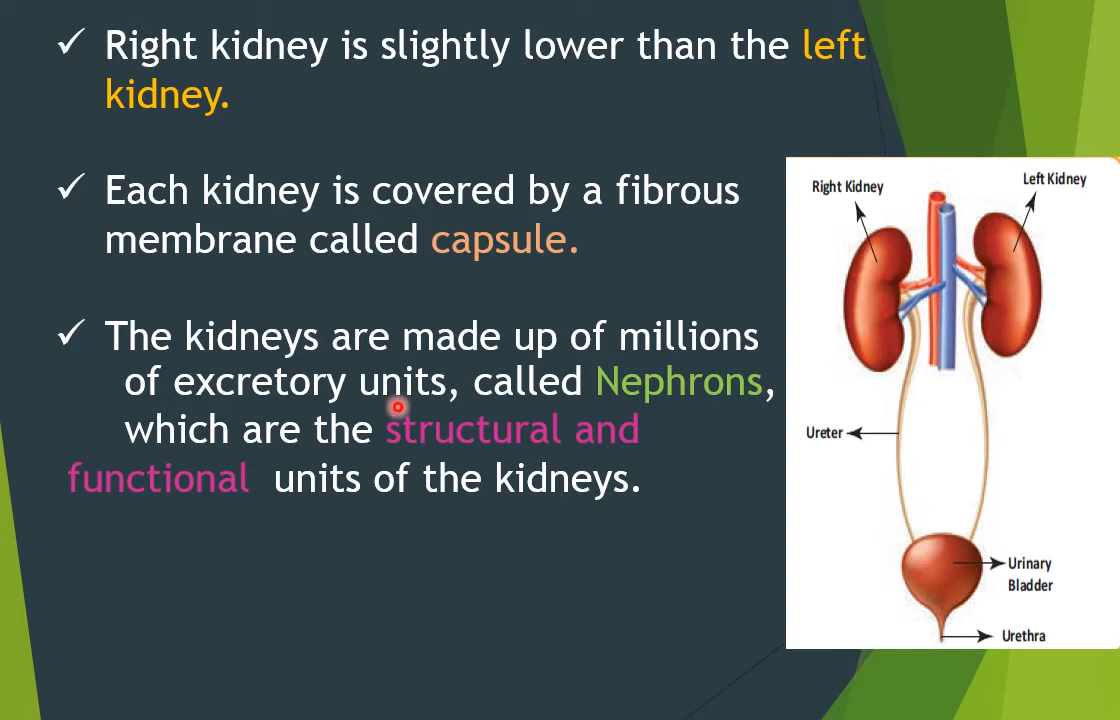 ✓ Right kidney is slightly lower than the left
kidney.
✓ Each kidney is covered by a fibrous
membrane called capsule.
✓ The kidneys are made up of millions
of excretory units, called Nephrons,
which are the structural and
functional units of the kidneys.
Right Kidney
Left Kidney
Ureter
Urinary
Bladder
Urethra